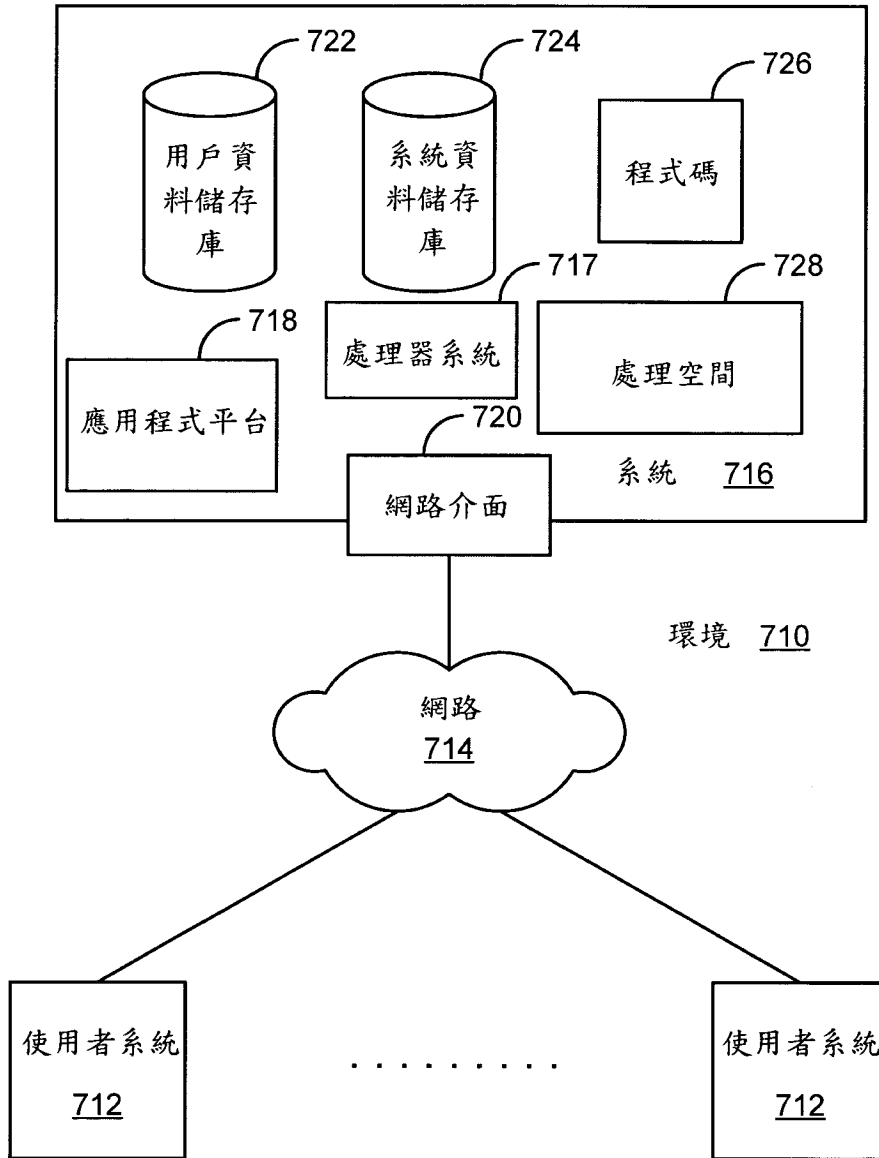 722
724
726
用戶資
料儲存
庫
系統資
料儲存
庫
程式碼
717
728
718
處理器系統
處理空間
應用程式平台
720
系統 716
網路介面
環境 710
網路
714
使用者系統
712
. . . . . . . . .
使用者系統
712